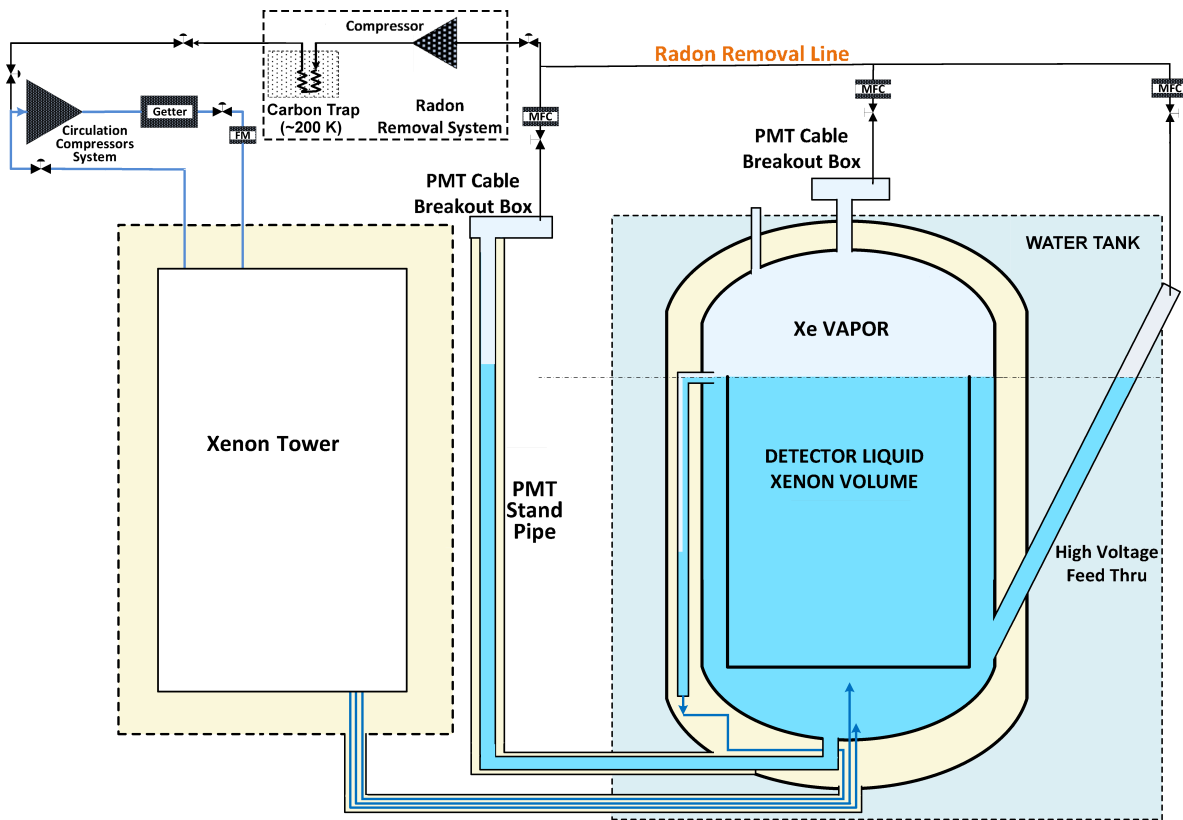 Compressor
Radon Removal Line
Carbon Trap
(~200 K)
Radon
Removal System
MFC
MFC
MFC
Getter
FM
Circulation
Compressors
System
PMT Cable
Breakout Box
PMT Cable
Breakout Box
WATER TANK
Xe VAPOR
Xenon Tower
DETECTOR LIQUID
XENON VOLUME
PMT
Stand
Pipe
High Voltage
Feed Thru